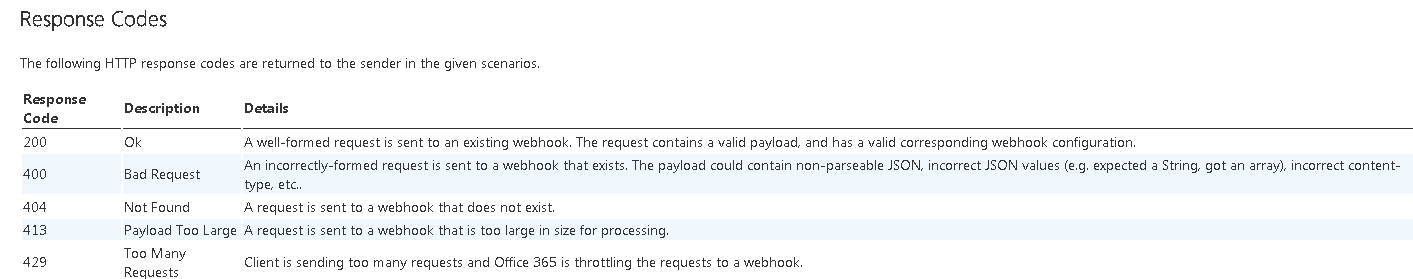 Response Codes
The following HTTP response codes are returned to the sender in the given scenarios.
Response
Code Description Details
200 Ok A well-formed request is sent to an existing webhook. The request contains a valid payload, and has a valid corresponding webhook configuration.
400 Bad Request An incorrectly-formed request is sent to a webhook that exists. The payload could contain non-parseable JSON, incorrect JSON values (e.g. expected a String, got an array), incorrect content-
type, etc..
404 Not Found A request is sent to a webhook that does not exist.
413 Payload Too Large A request is sent to a webhook that is too large in size for processing.
429 Too Many
Requests Client is sending too many requests and Office 365 is throttling the requests to a webhook.